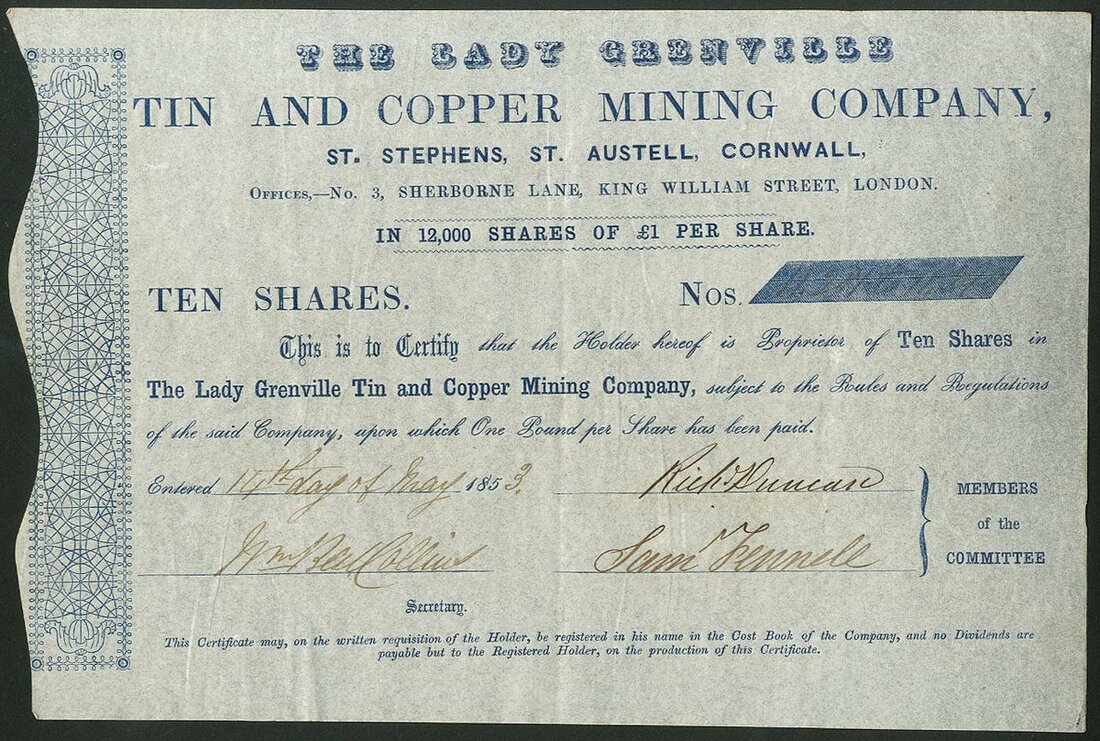 THE LADY GRENVILLE
TIN AND COPPER MINING COMPANY,
ST. STEPHENS, ST. AUSTELL, CORNWALL,
OFFICES,—No. 3, SHERBORNE LANE, KING WILLIAM STREET, LONDON.
IN 12,000 SHARES OF £1 PER SHARE.
TEN SHARES. Nos.
This is to Certify that the Holder hereof is Proprietor of Ten Shares in
The Lady Grenville Tin and Copper Mining Company, subject to the Rules and Regulations
of the said Company, upon which One Pound per Share has been paid.
Entered 14th day of May 1853. Richd Duncan
MEMBERS
of the
COMMITTEE
Wm Collins Saml Fennell
Secretary.
This Certificate may, on the written requisition of the Holder, be registered in his name in the Cost Book of the Company, and no Dividends are
payable but to the Registered Holder, on the production of this Certificate.